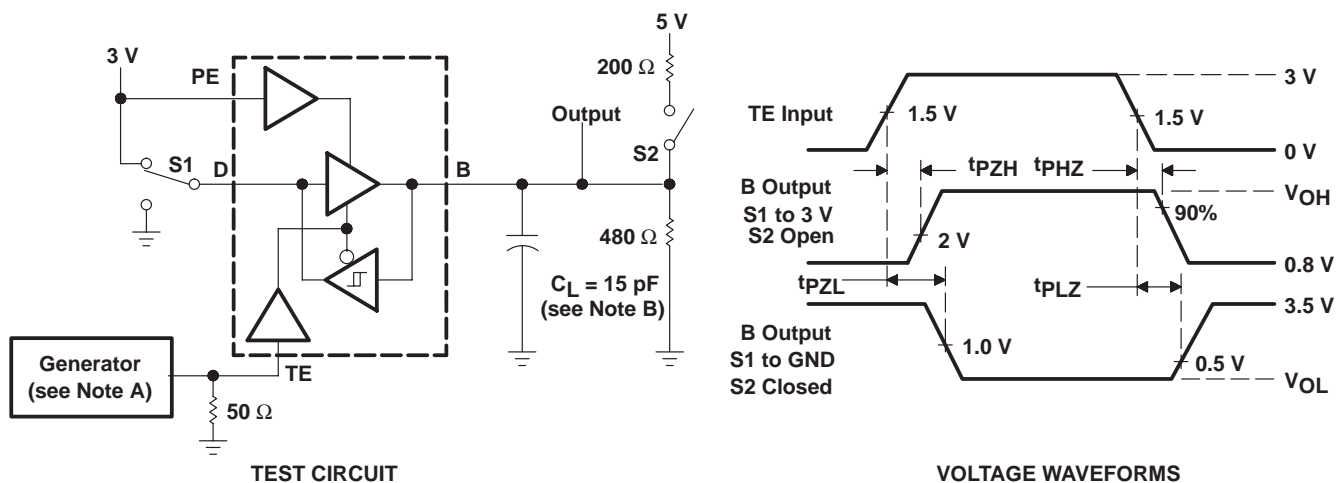 3 V
PE
S1
D
Generator
(see Note A)
TE
50 Ω
B
Output
5 V
200 Ω
S2
480 Ω
CL = 15 pF
(see Note B)
TEST CIRCUIT
TE Input
1.5 V
1.5 V
3 V
0 V
tPZH
tPHZ
B Output
S1 to 3 V
S2 Open
2 V
90%
VOH
0.8 V
tPZL
tPLZ
3.5 V
B Output
S1 to GND
S2 Closed
1.0 V
0.5 V
VOL
VOLTAGE WAVEFORMS